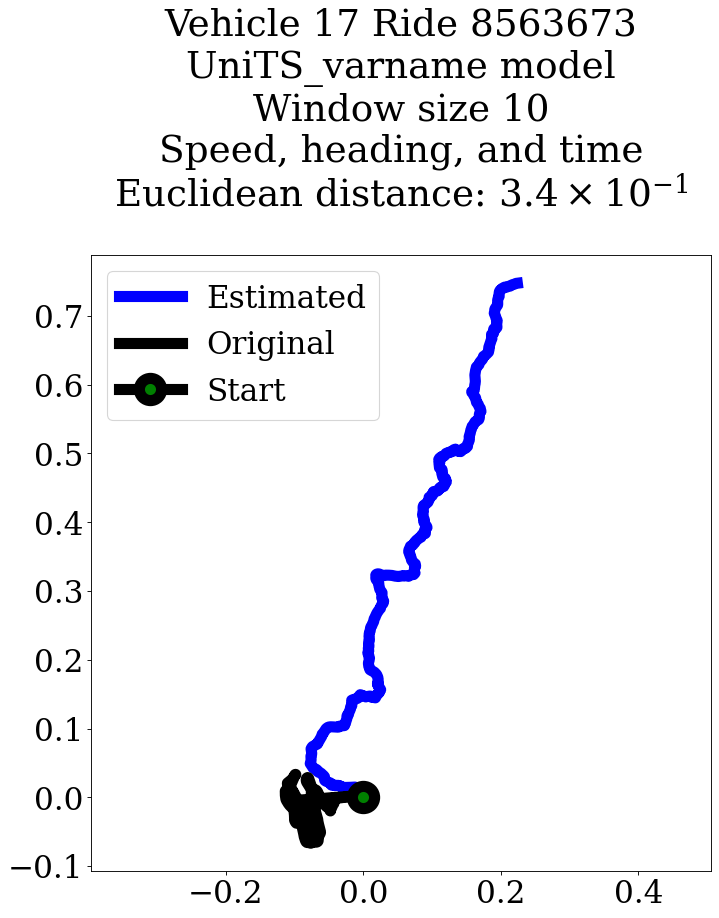 Vehicle 17 Ride 8563673
UniTS_varname model
Window size 10
Speed, heading, and time
Euclidean distance: 3.4 × 10⁻¹
Estimated
Original
Start
0.7
0.6
0.5
0.4
0.3
0.2
0.1
0.0
−0.1
−0.2 0.0 0.2 0.4